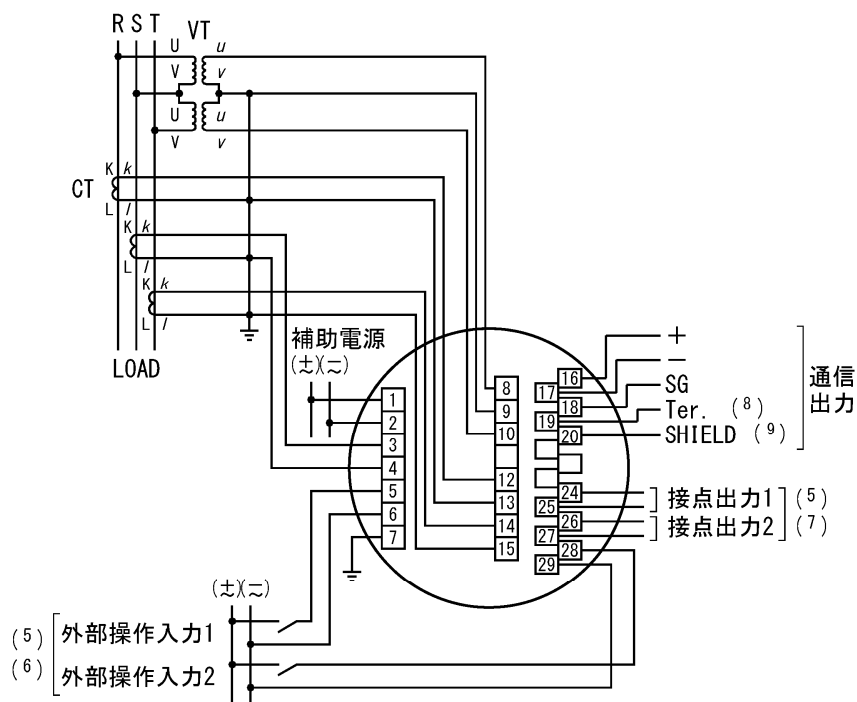 R S T VT
U u
V v
U u
V v
K k
CT
L l
K k
L l
K k
L l
LOAD
補助電源
(±)(－)
~ ~
1
2
3
4
5
6
7
8
9
10
12
13
14
15
16
17
18
19
20
24
25
26
27
28
29
+
−
SG
Ter. (8)
SHIELD (9)
通信
出力
接点出力1 (5)
接点出力2 (7)
(±)(－)
~ ~
(5) 外部操作入力1
(6) 外部操作入力2